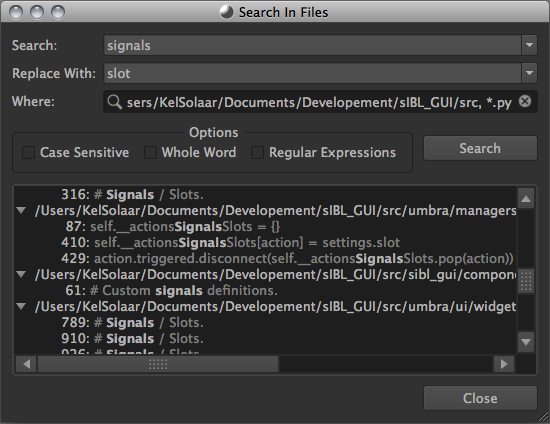 Search In Files
Search: signals
Replace With: slot
Where: sers/KelSolaar/Documents/Developement/sIBL_GUI/src, *.py
Options
Case Sensitive Whole Word Regular Expressions Search
316: # Signals / Slots.
/Users/KelSolaar/Documents/Developement/sIBL_GUI/src/umbra/managers
87: self.__actionsSignalsSlots = {}
410: self.__actionsSignalsSlots[action] = settings.slot
429: action.triggered.disconnect(self.__actionsSignalsSlots.pop(action))
/Users/KelSolaar/Documents/Developement/sIBL_GUI/src/sibl_gui/compone
61: # Custom signals definitions.
/Users/KelSolaar/Documents/Developement/sIBL_GUI/src/umbra/ui/widget
789: # Signals / Slots.
910: # Signals / Slots.
926: # Signals / Slots.
Close